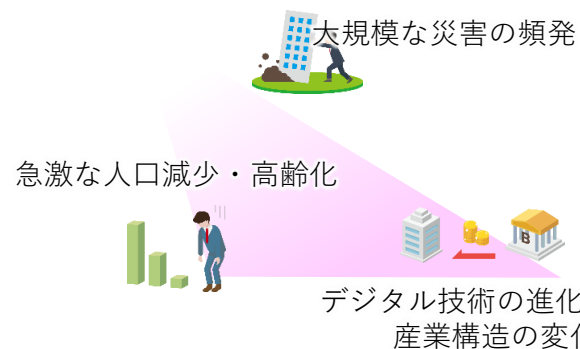 大規模な災害の頻発
急激な人口減少・高齢化
B
デジタル技術の進化
産業構造の変化